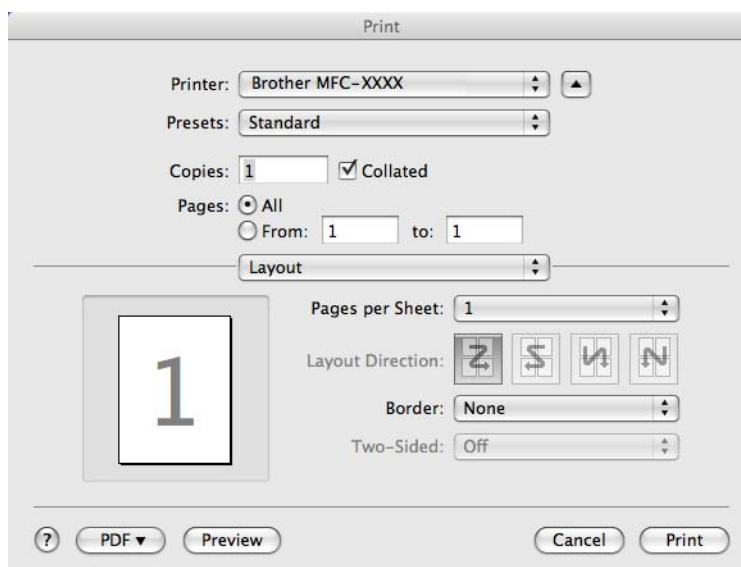 Print
Printer: Brother MFC-XXXX
Presets: Standard
Copies: 1 Collated
Pages: All
From: 1 to: 1
Layout
Pages per Sheet: 1
1
Layout Direction:
Border: None
Two-Sided: Off
? PDF▼ Preview Cancel Print